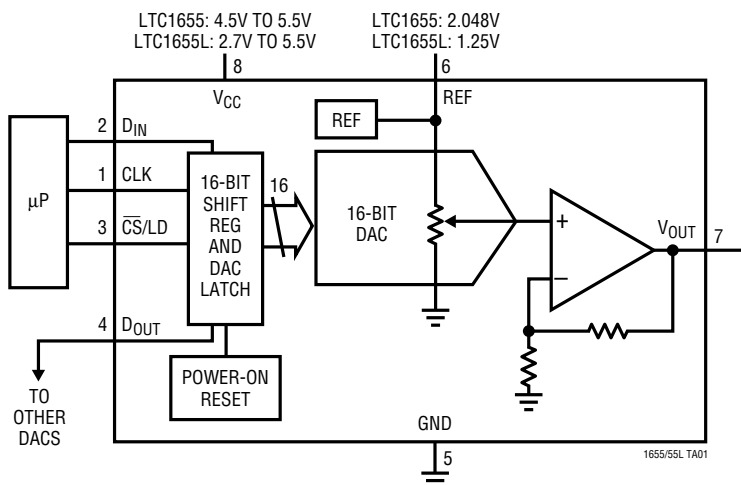 LTC1655: 4.5V TO 5.5V
LTC1655L: 2.7V TO 5.5V
LTC1655: 2.048V
LTC1655L: 1.25V
8
6
VCC
REF
REF
μP
2
DIN
1
CLK
3
C̅S̅/LD
4
DOUT
16-BIT
SHIFT
REG
AND
DAC
LATCH
16
16-BIT
DAC
+
−
VOUT
7
POWER-ON
RESET
TO
OTHER
DACS
GND
5
1655/55L TA01